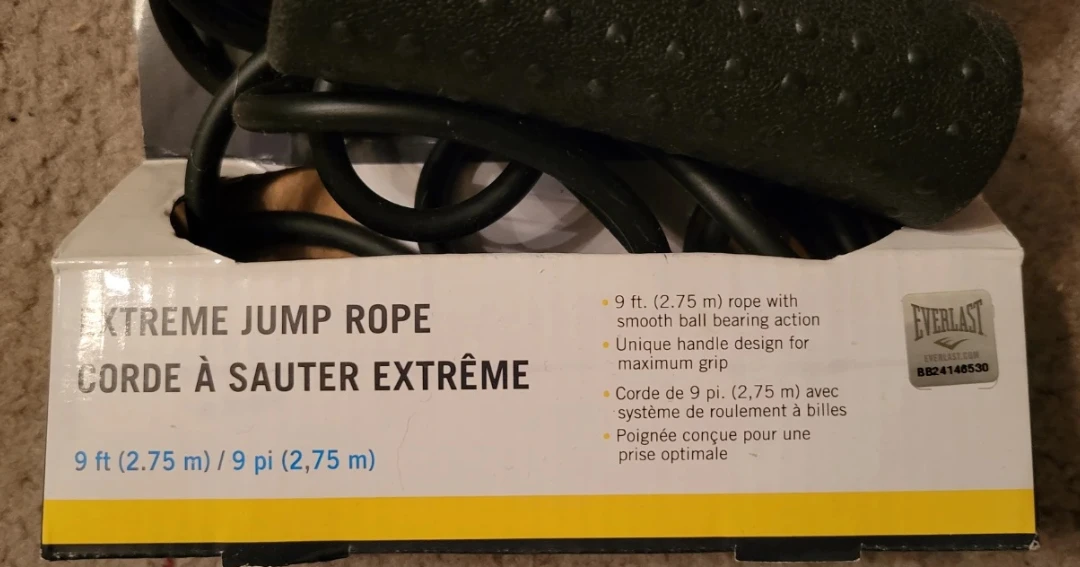 EXTREME JUMP ROPE
CORDE À SAUTER EXTRÊME
9 ft (2.75 m) / 9 pi (2,75 m)
• 9 ft. (2.75 m) rope with
smooth ball bearing action
• Unique handle design for
maximum grip
• Corde de 9 pi. (2,75 m) avec
système de roulement à billes
• Poignée conçue pour une
prise optimale
EVERLAST
EVERLAST.COM
BB24146530